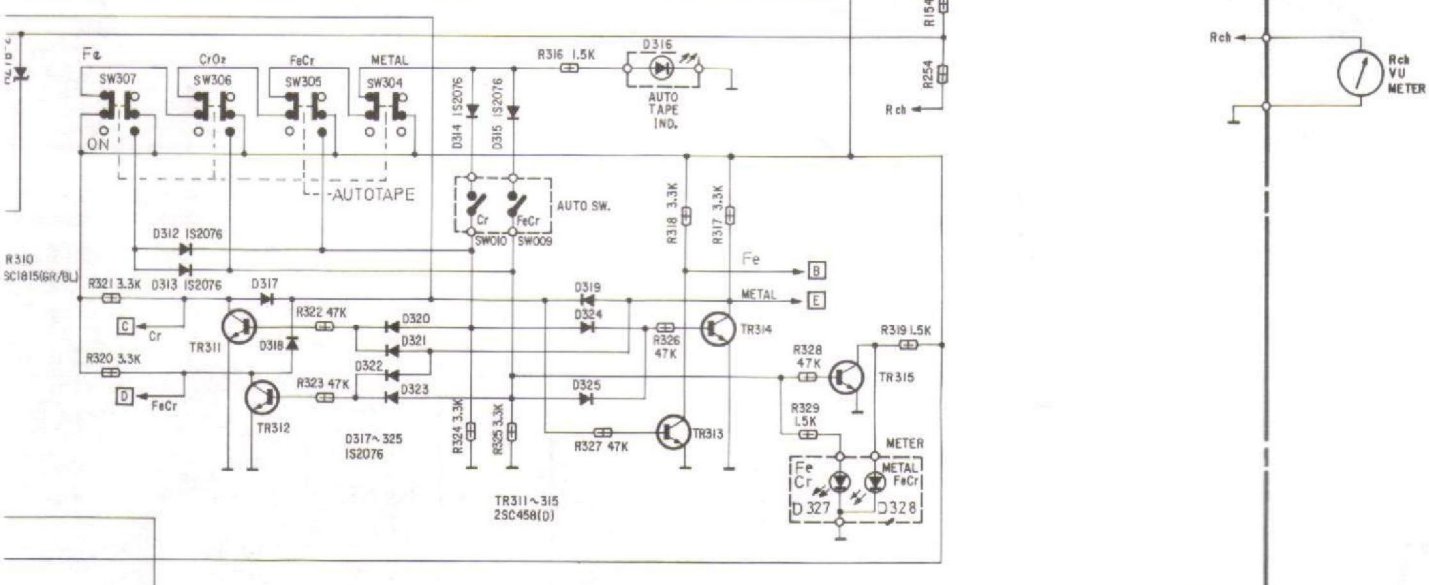 R154
Rch
Rch
VU
METER
Fe
CrO2
FeCr
METAL
SW307
SW306
SW305
SW304
ON
AUTOTAPE
R316 1.5K
D316
AUTO
TAPE
IND.
R254
Rch
D314 1S2076
D315 1S2076
Cr
FeCr
AUTO SW.
SW010
SW009
R318 3.3K
R317 3.3K
D312 1S2076
D313 1S2076
R310
SC1815(GR/BL)
R321 3.3K
D317
C
Cr
TR311
D318
R322 47K
D320
D321
D322
D323
R320 3.3K
D
FeCr
TR312
R323 47K
D317~325
1S2076
R324 3.3K
R325 3.3K
D319
D324
D325
R326
47K
R327 47K
TR313
TR314
Fe
B
METAL
E
R319 1.5K
R328
47K
TR315
R329
1.5K
METER
Fe
Cr
METAL
FeCr
D327
D328
TR311~315
2SC458(D)